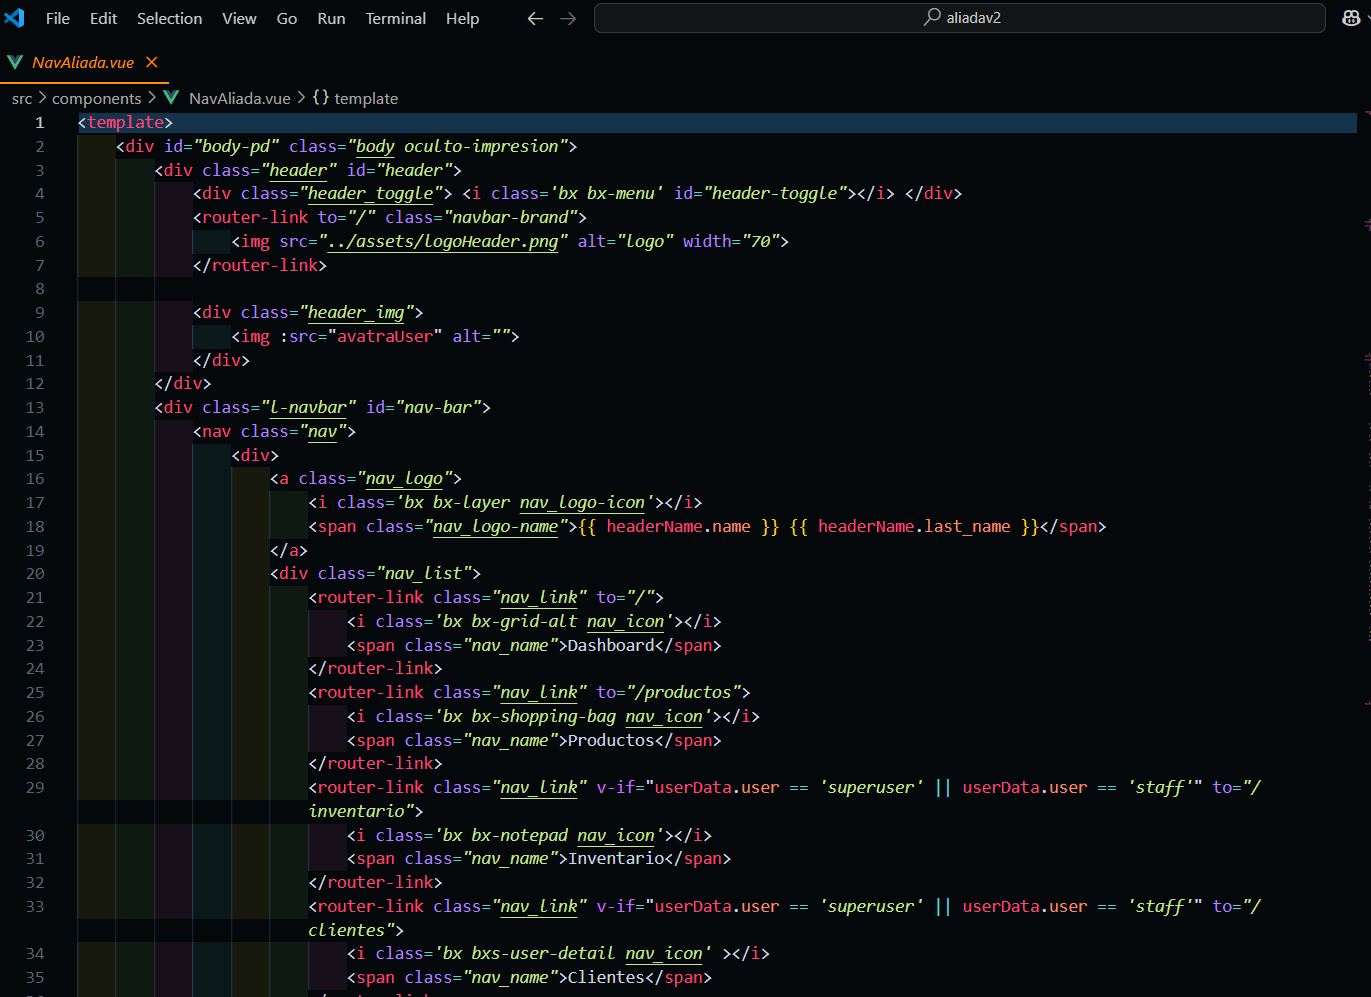 File Edit Selection View Go Run Terminal Help
aliadav2
NavAliada.vue
src > components > NavAliada.vue > {} template
1 <template>
2 <div id="body-pd" class="body oculto-impresion">
3 <div class="header" id="header">
4 <div class="header_toggle"> <i class='bx bx-menu' id="header-toggle"></i> </div>
5 <router-link to="/" class="navbar-brand">
6 <img src="../assets/logoHeader.png" alt="logo" width="70">
7 </router-link>
8
9 <div class="header_img">
10 <img :src="avatraUser" alt="">
11 </div>
12 </div>
13 <div class="l-navbar" id="nav-bar">
14 <nav class="nav">
15 <div>
16 <a class="nav_logo">
17 <i class='bx bx-layer nav_logo-icon'></i>
18 <span class="nav_logo-name">{{ headerName.name }} {{ headerName.last_name }}</span>
19 </a>
20 <div class="nav_list">
21 <router-link class="nav_link" to="/">
22 <i class='bx bx-grid-alt nav_icon'></i>
23 <span class="nav_name">Dashboard</span>
24 </router-link>
25 <router-link class="nav_link" to="/productos">
26 <i class='bx bx-shopping-bag nav_icon'></i>
27 <span class="nav_name">Productos</span>
28 </router-link>
29 <router-link class="nav_link" v-if="userData.user == 'superuser' || userData.user == 'staff'" to="/
inventario">
30 <i class='bx bx-notepad nav_icon'></i>
31 <span class="nav_name">Inventario</span>
32 </router-link>
33 <router-link class="nav_link" v-if="userData.user == 'superuser' || userData.user == 'staff'" to="/
clientes">
34 <i class='bx bxs-user-detail nav_icon' ></i>
35 <span class="nav_name">Clientes</span>